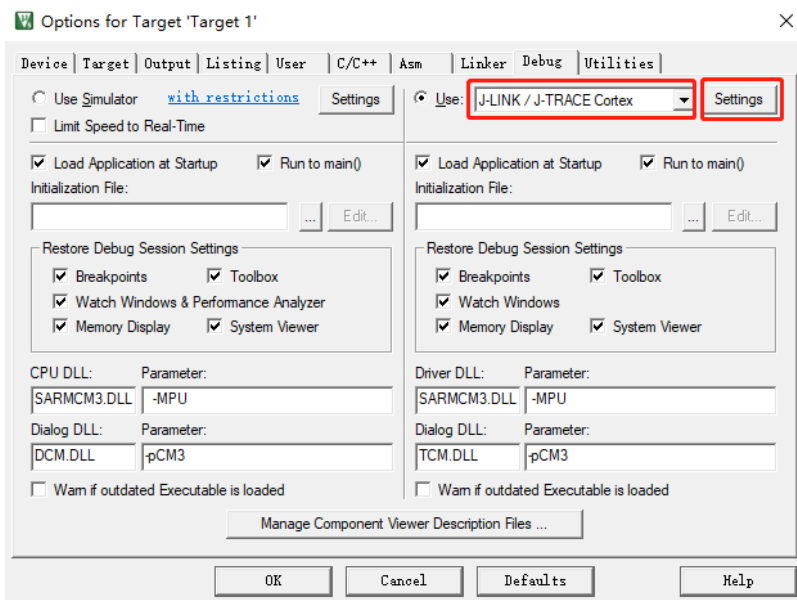 Options for Target 'Target 1'
Device Target Output Listing User C/C++ Asm Linker Debug Utilities
Use Simulator with restrictions Settings
Limit Speed to Real-Time
Use: J-LINK / J-TRACE Cortex Settings
Load Application at Startup Run to main()
Initialization File:
... Edit...
Restore Debug Session Settings
Breakpoints Toolbox
Watch Windows & Performance Analyzer
Memory Display System Viewer
Load Application at Startup Run to main()
Initialization File:
... Edit...
Restore Debug Session Settings
Breakpoints Toolbox
Watch Windows
Memory Display System Viewer
CPU DLL: Parameter:
SARMCM3.DLL -MPU
Dialog DLL: Parameter:
DCM.DLL -pCM3
Warn if outdated Executable is loaded
Driver DLL: Parameter:
SARMCM3.DLL -MPU
Dialog DLL: Parameter:
TCM.DLL -pCM3
Warn if outdated Executable is loaded
Manage Component Viewer Description Files ...
OK Cancel Defaults Help